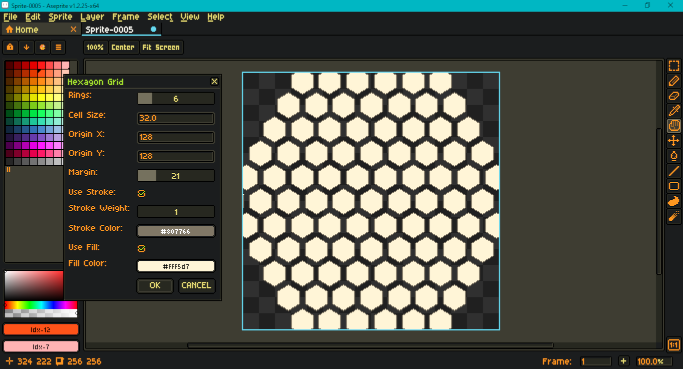 Sprite-0005 - Aseprite v1.2.25-x64
File Edit Sprite Layer Frame Select View Help
Home Sprite-0005
100% Center Fit Screen
Hexagon Grid
Rings: 6
Cell Size: 32.0
Origin X: 128
Origin Y: 128
Margin: 21
Use Stroke:
Stroke Weight: 1
Stroke Color: #807766
Use Fill:
Fill Color: #FFF5d7
OK CANCEL
Idx-12
Idx-7
324 222 256 256
Frame: 1 + 100.0%
1:1